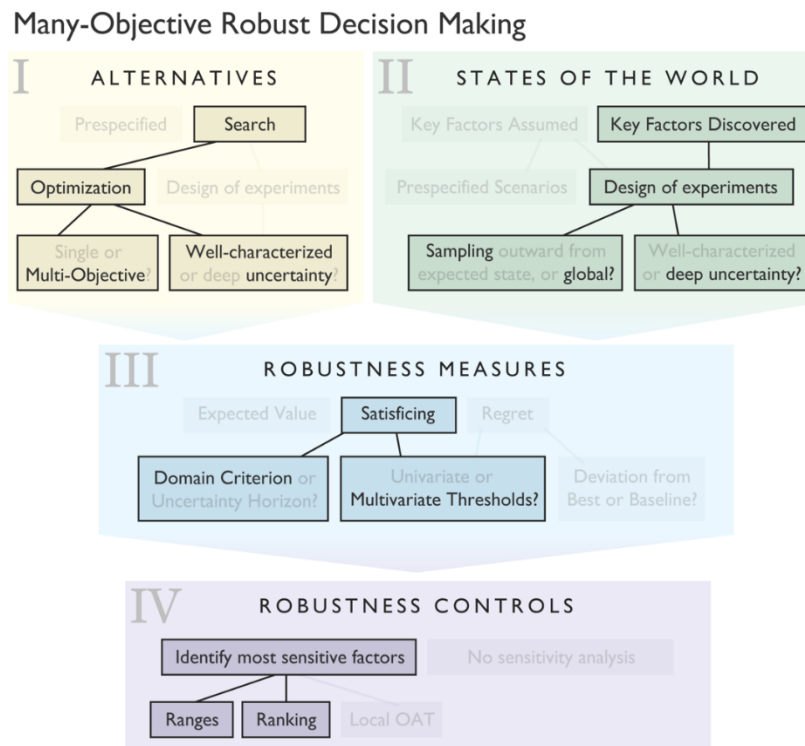 Many-Objective Robust Decision Making
I
ALTERNATIVES
Prespecified
Search
Optimization
Design of experiments
Single or
Multi-Objective?
Well-characterized
or deep uncertainty?
II
STATES OF THE WORLD
Key Factors Assumed
Key Factors Discovered
Prespecified Scenarios
Design of experiments
Sampling outward from
expected state, or global?
Well-characterized
or deep uncertainty?
III
ROBUSTNESS MEASURES
Expected Value
Satisficing
Regret
Domain Criterion or
Uncertainty Horizon?
Univariate or
Multivariate Thresholds?
Deviation from
Best or Baseline?
IV
ROBUSTNESS CONTROLS
Identify most sensitive factors
No sensitivity analysis
Ranges
Ranking
Local OAT